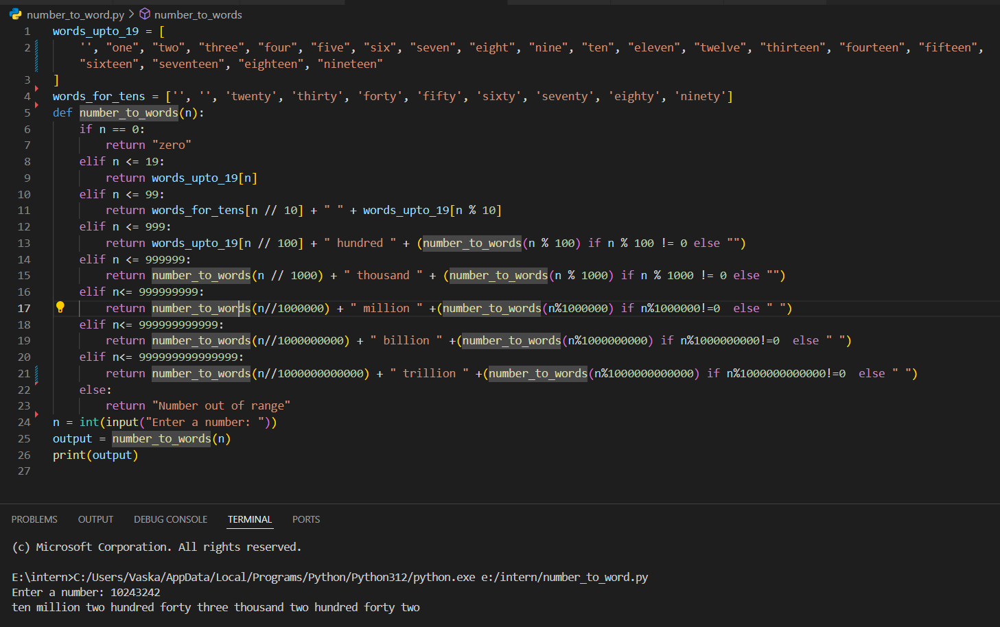 number_to_word.py > number_to_words
1 words_upto_19 = [
2 '', "one", "two", "three", "four", "five", "six", "seven", "eight", "nine", "ten", "eleven", "twelve", "thirteen", "fourteen", "fifteen",
"sixteen", "seventeen", "eighteen", "nineteen"
3 ]
4 words_for_tens = ['', '', 'twenty', 'thirty', 'forty', 'fifty', 'sixty', 'seventy', 'eighty', 'ninety']
5 def number_to_words(n):
6 if n == 0:
7 return "zero"
8 elif n <= 19:
9 return words_upto_19[n]
10 elif n <= 99:
11 return words_for_tens[n // 10] + " " + words_upto_19[n % 10]
12 elif n <= 999:
13 return words_upto_19[n // 100] + " hundred " + (number_to_words(n % 100) if n % 100 != 0 else "")
14 elif n <= 999999:
15 return number_to_words(n // 1000) + " thousand " + (number_to_words(n % 1000) if n % 1000 != 0 else "")
16 elif n<= 999999999:
17 return number_to_words(n//1000000) + " million " +(number_to_words(n%1000000) if n%1000000!=0  else " ")
18 elif n<= 999999999999:
19 return number_to_words(n//1000000000) + " billion " +(number_to_words(n%1000000000) if n%1000000000!=0  else " ")
20 elif n<= 999999999999999:
21 return number_to_words(n//1000000000000) + " trillion " +(number_to_words(n%1000000000000) if n%1000000000000!=0  else " ")
22 else:
23 return "Number out of range"
24 n = int(input("Enter a number: "))
25 output = number_to_words(n)
26 print(output)
27
PROBLEMS OUTPUT DEBUG CONSOLE TERMINAL PORTS
(c) Microsoft Corporation. All rights reserved.
E:\intern>C:/Users/Vaska/AppData/Local/Programs/Python/Python312/python.exe e:/intern/number_to_word.py
Enter a number: 10243242
ten million two hundred forty three thousand two hundred forty two